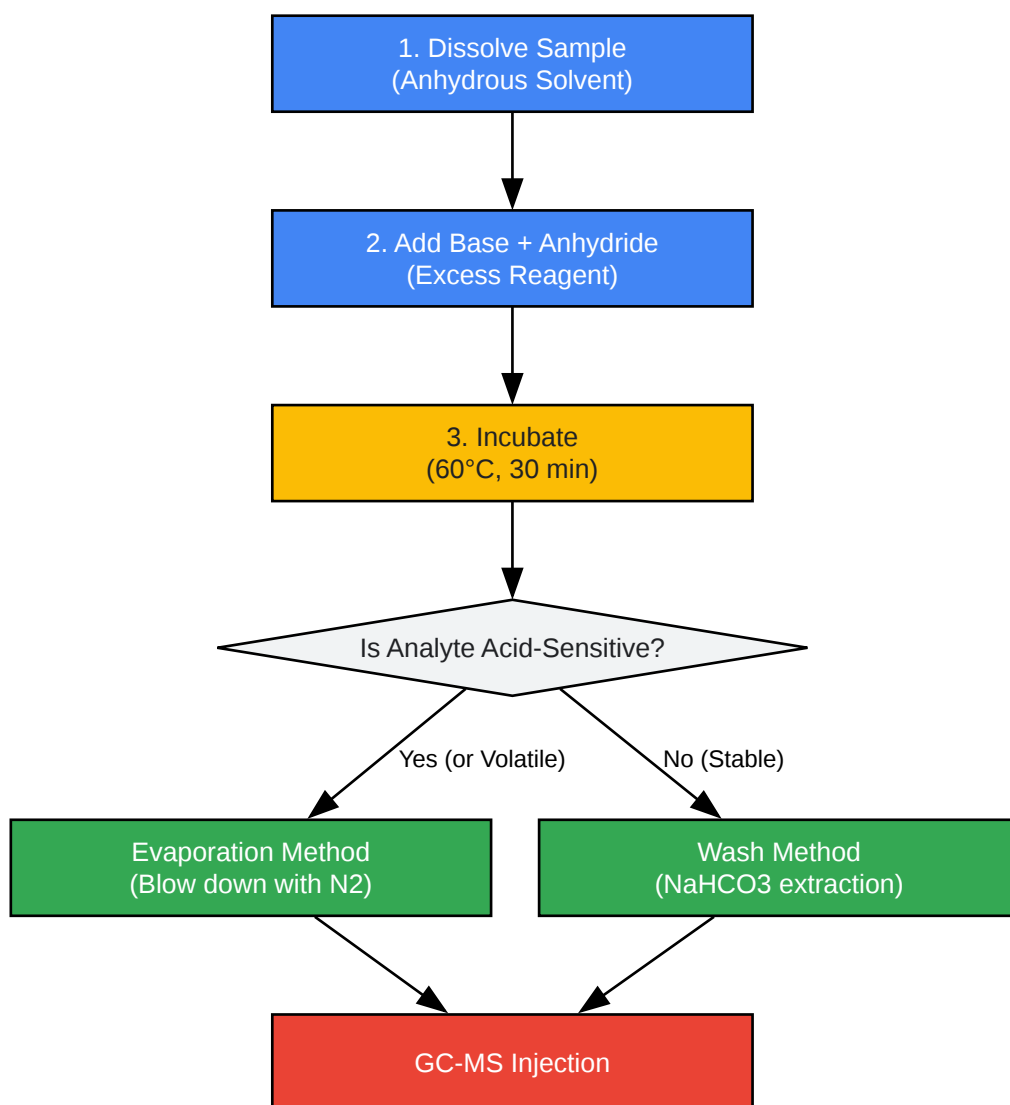 1. Dissolve Sample
(Anhydrous Solvent)
2. Add Base + Anhydride
(Excess Reagent)
3. Incubate
(60°C, 30 min)
Is Analyte Acid-Sensitive?
Yes (or Volatile)
No (Stable)
Evaporation Method
(Blow down with N2)
Wash Method
(NaHCO3 extraction)
GC-MS Injection